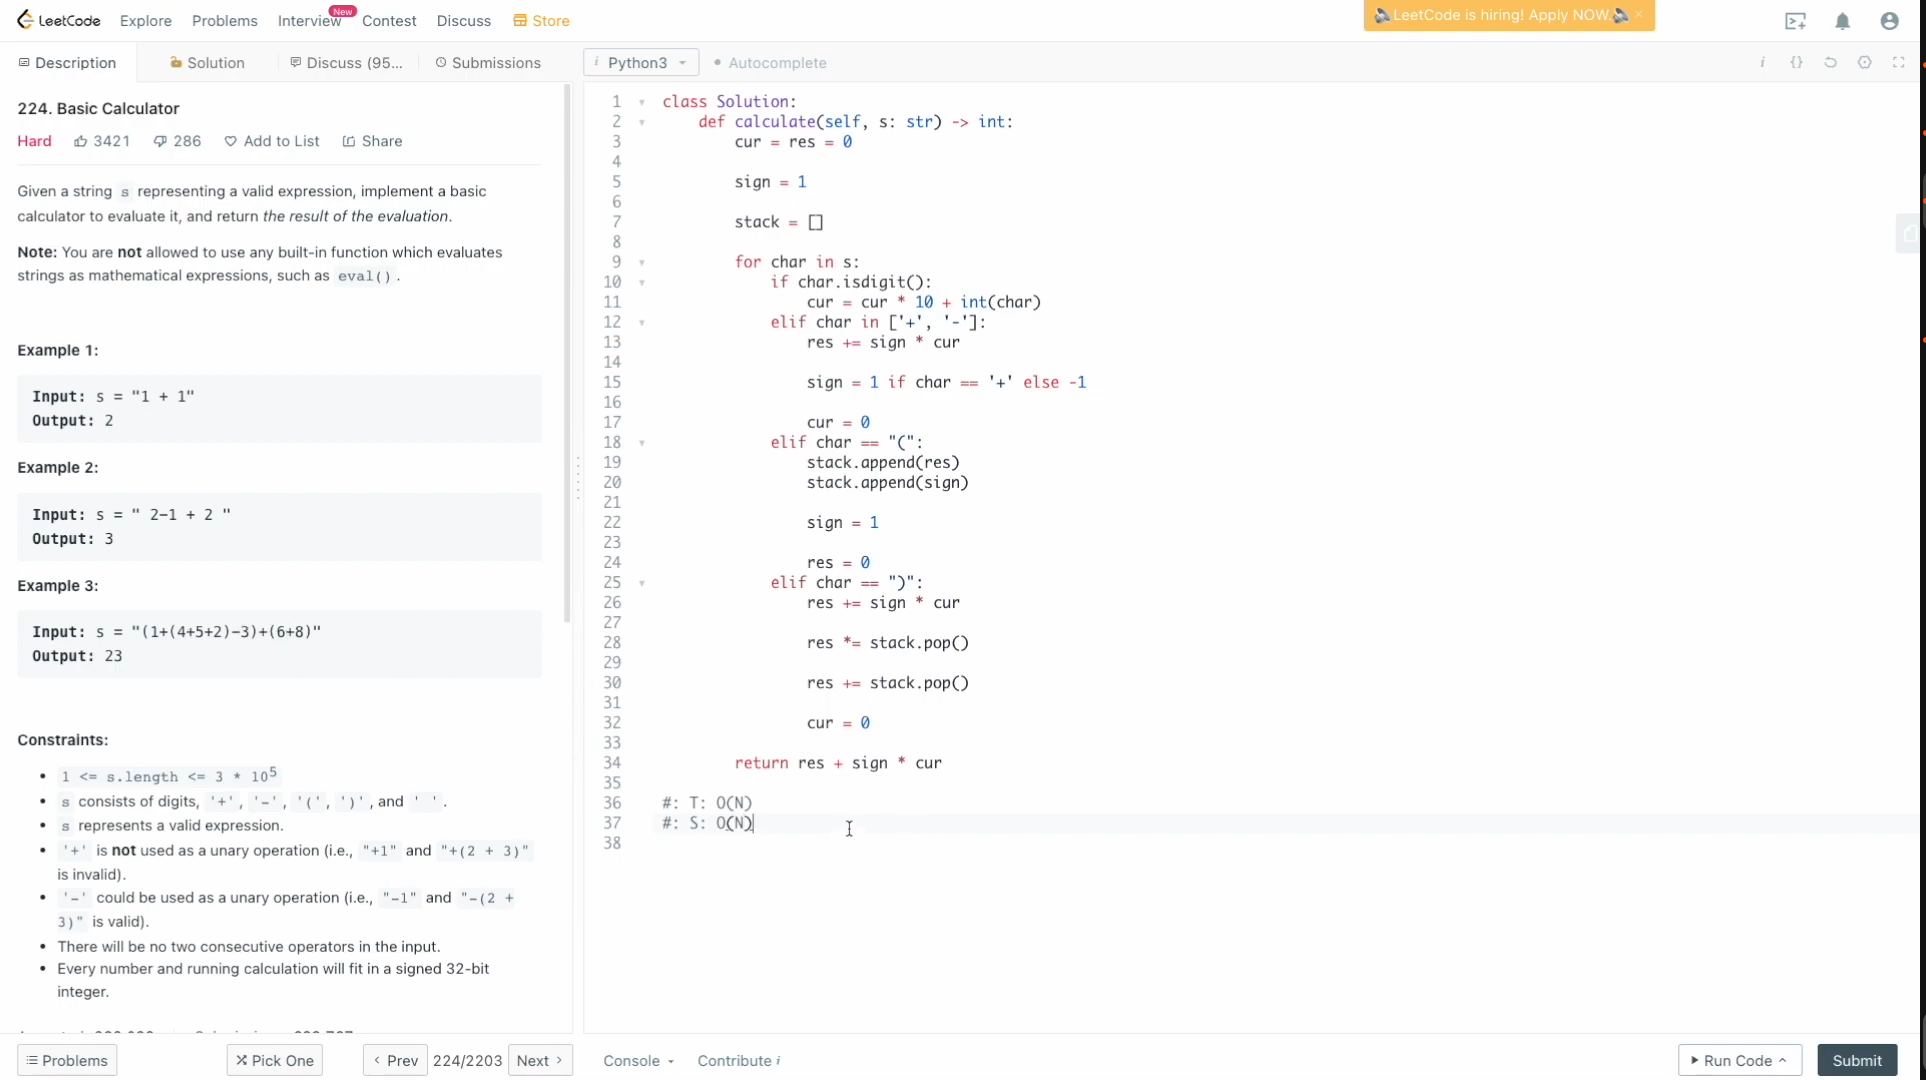 LeetCode
Explore
Problems
Interview
New
Contest
Discuss
Store
LeetCode is hiring! Apply NOW.
Description
Solution
Discuss (95...
Submissions
i Python3
• Autocomplete
224. Basic Calculator
Hard 3421 286 Add to List Share
Given a string s representing a valid expression, implement a basic
calculator to evaluate it, and return the result of the evaluation.
Note: You are not allowed to use any built-in function which evaluates
strings as mathematical expressions, such as eval() .
Example 1:
Input: s = "1 + 1"
Output: 2
Example 2:
Input: s = " 2-1 + 2 "
Output: 3
Example 3:
Input: s = "(1+(4+5+2)-3)+(6+8)"
Output: 23
Constraints:
• 1 <= s.length <= 3 * 10^5
• s consists of digits, '+', '-', '(', ')', and ' '.
• s represents a valid expression.
• '+' is not used as a unary operation (i.e., "+1" and "+(2 + 3)"
is invalid).
• '-' could be used as a unary operation (i.e., "-1" and "-(2 +
3)" is valid).
• There will be no two consecutive operators in the input.
• Every number and running calculation will fit in a signed 32-bit
integer.
1 class Solution:
2 def calculate(self, s: str) -> int:
3 cur = res = 0
4
5 sign = 1
6
7 stack = []
8
9 for char in s:
10 if char.isdigit():
11 cur = cur * 10 + int(char)
12 elif char in ['+', '-']:
13 res += sign * cur
14
15 sign = 1 if char == '+' else -1
16
17 cur = 0
18 elif char == "(":
19 stack.append(res)
20 stack.append(sign)
21
22 sign = 1
23
24 res = 0
25 elif char == ")":
26 res += sign * cur
27
28 res *= stack.pop()
29
30 res += stack.pop()
31
32 cur = 0
33
34 return res + sign * cur
35
36 #: T: O(N)
37 #: S: O(N)
38
Problems
Pick One
Prev
224/2203
Next
Console
Contribute i
Run Code
Submit